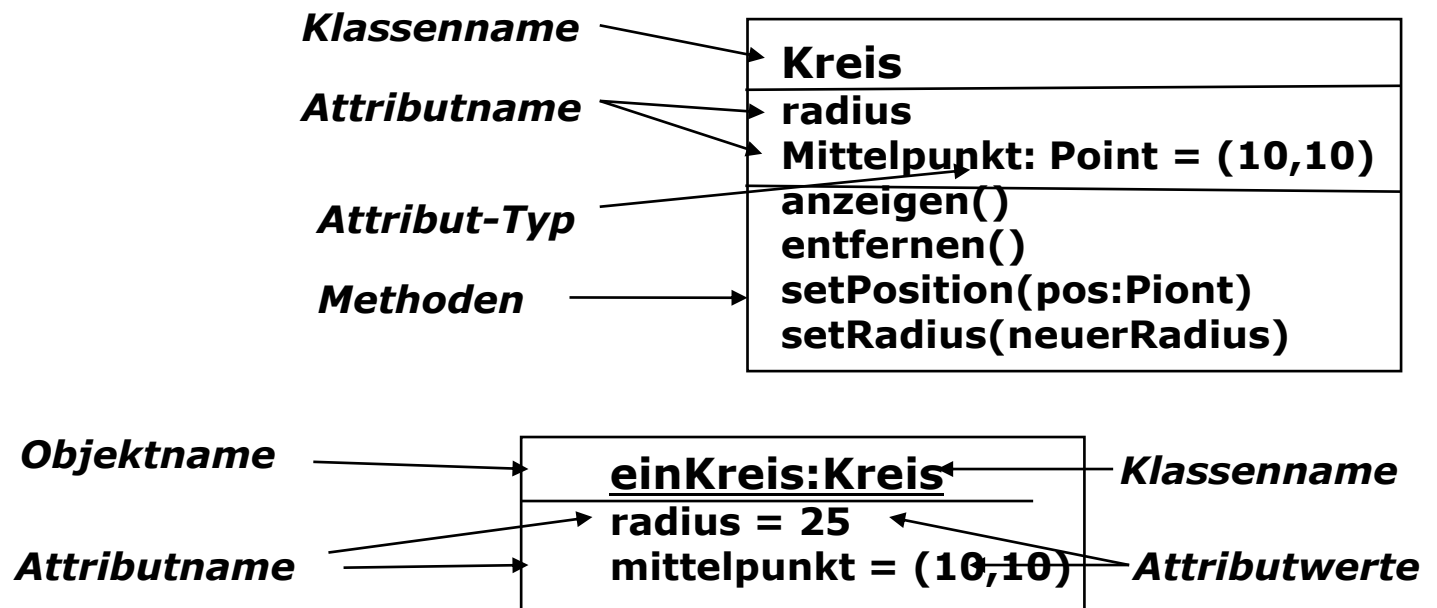 Klassenname
Kreis
Attributname
radius
Mittelpunkt: Point = (10,10)
Attribut-Typ
anzeigen()
entfernen()
Methoden
setPosition(pos:Piont)
setRadius(neuerRadius)
Objektname
einKreis:Kreis
Klassenname
radius = 25
Attributname
mittelpunkt = (10,10)
Attributwerte